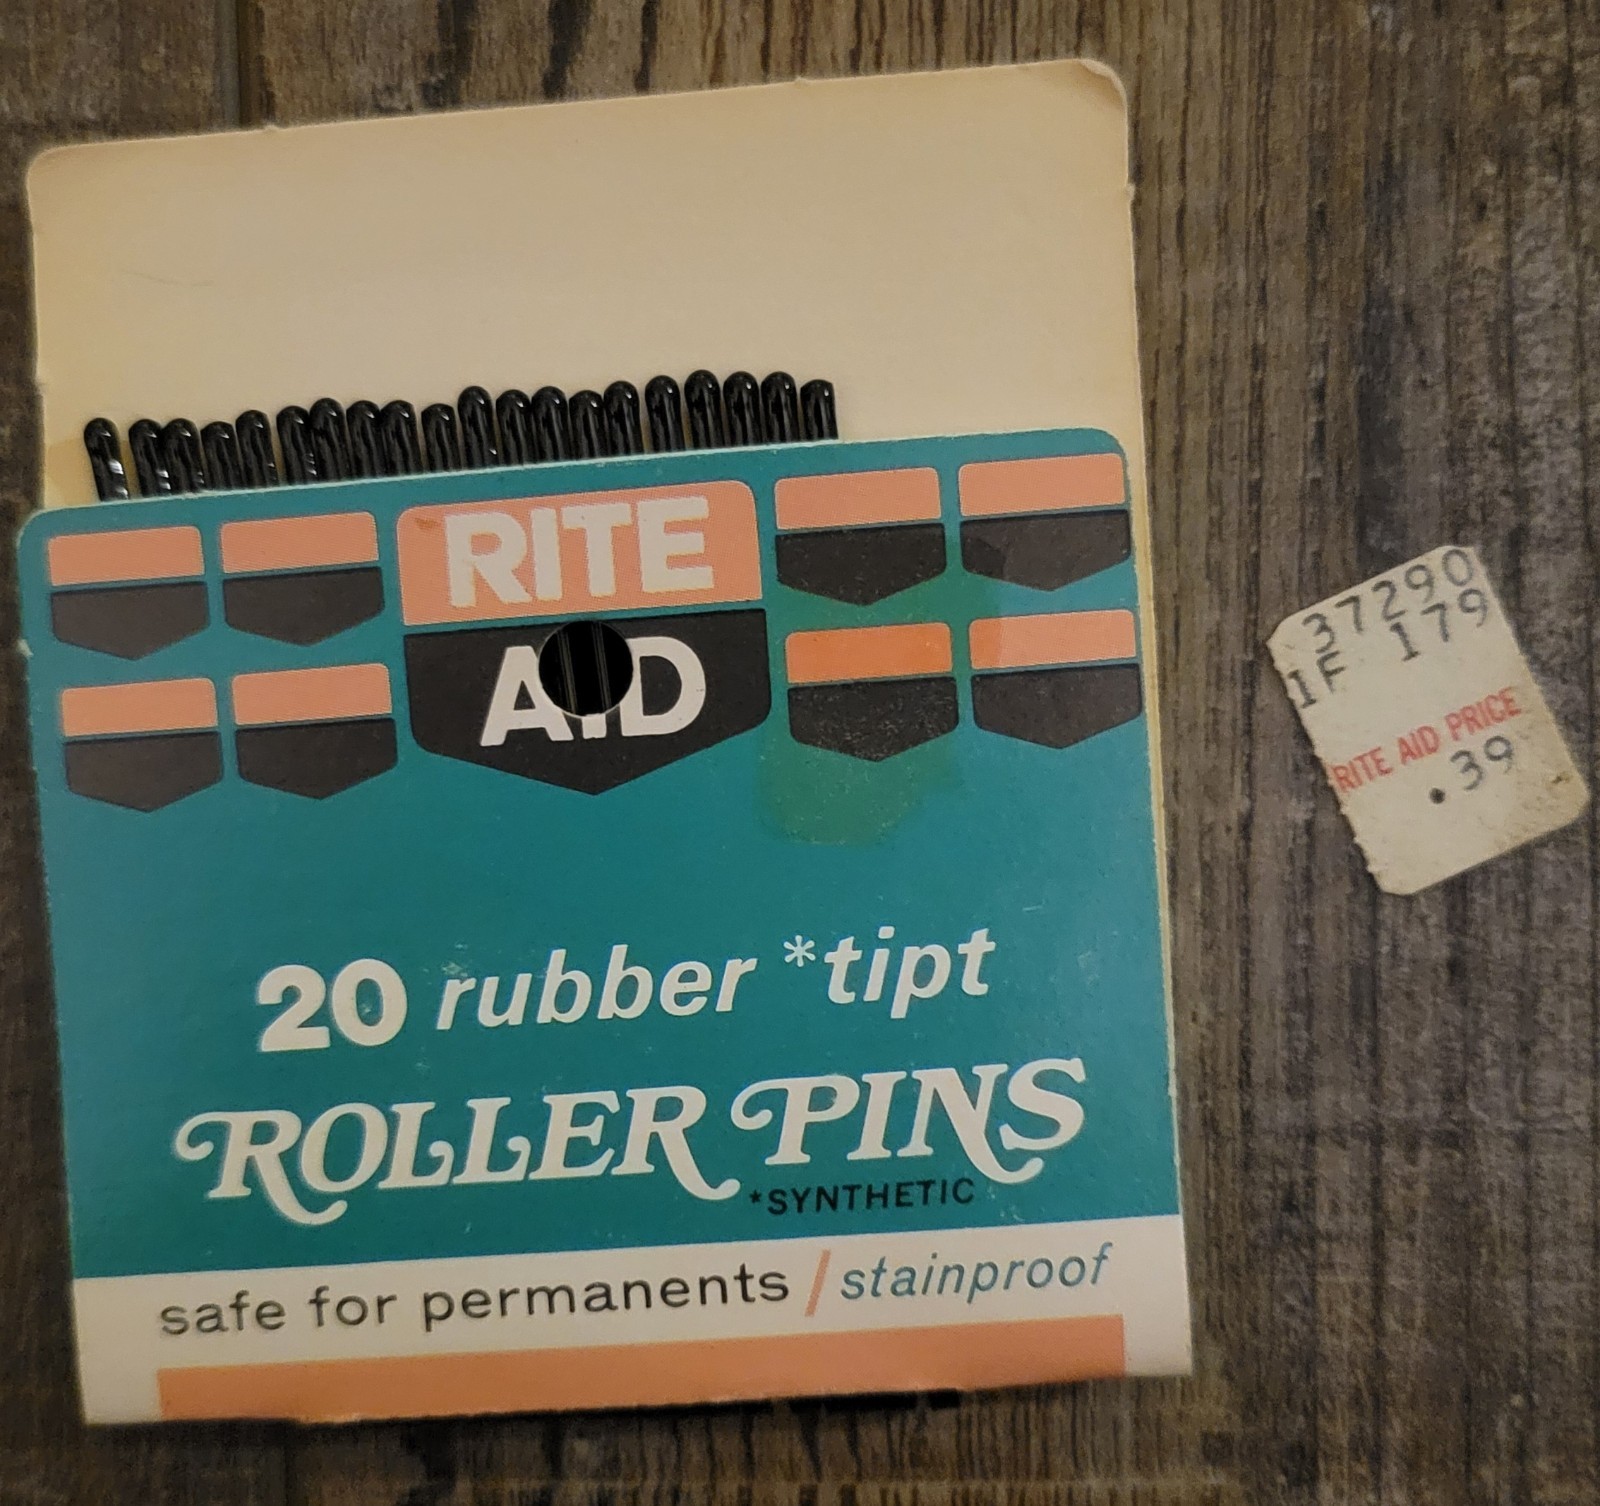 RITE
AID
20 rubber *tipt
ROLLER PINS
*SYNTHETIC
safe for permanents / stainproof
37290
1F 179
RITE AID PRICE
.39